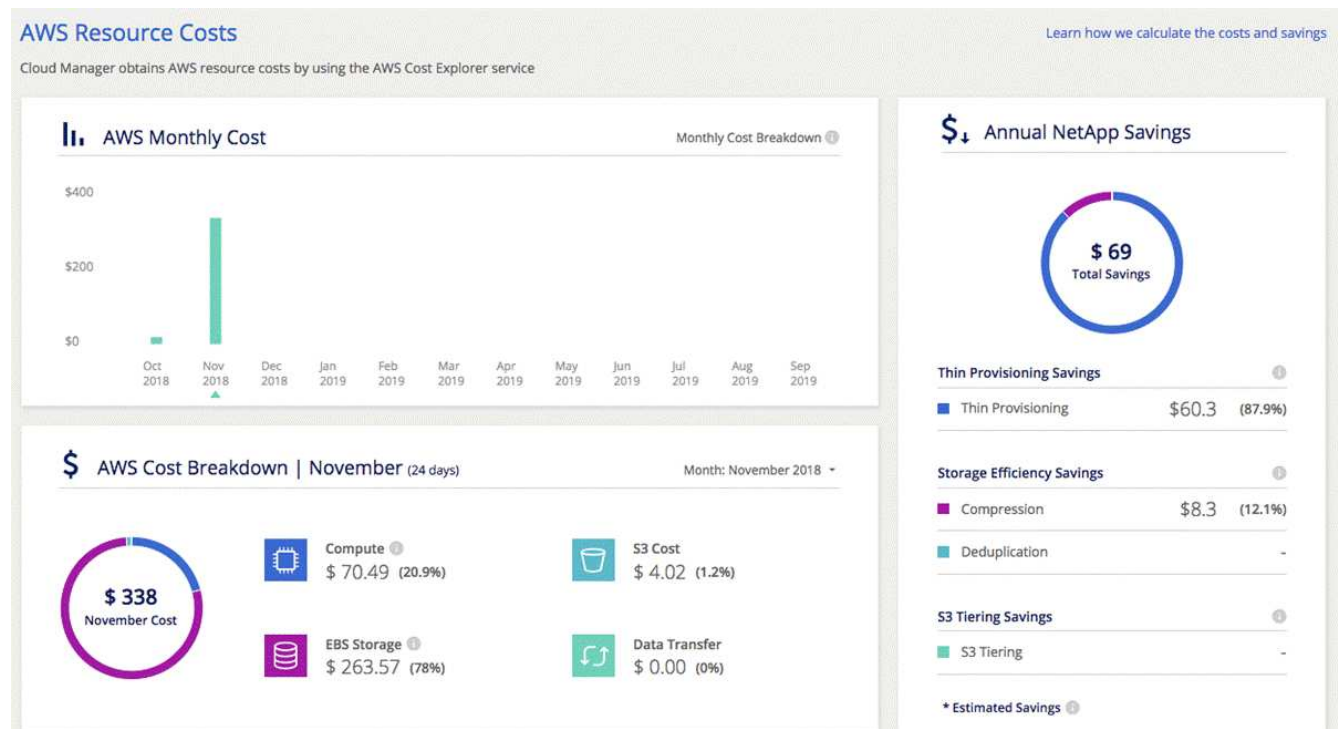 AWS Resource Costs
Learn how we calculate the costs and savings
Cloud Manager obtains AWS resource costs by using the AWS Cost Explorer service
AWS Monthly Cost
Monthly Cost Breakdown
$400
$200
$0
Oct Nov Dec Jan Feb Mar Apr May Jun Jul Aug Sep
2018 2018 2018 2019 2019 2019 2019 2019 2019 2019 2019 2019
AWS Cost Breakdown | November (24 days)
Month: November 2018
$ 338
November Cost
Compute
$ 70.49 (20.9%)
S3 Cost
$ 4.02 (1.2%)
EBS Storage
$ 263.57 (78%)
Data Transfer
$ 0.00 (0%)
Annual NetApp Savings
$ 69
Total Savings
Thin Provisioning Savings
Thin Provisioning $60.3 (87.9%)
Storage Efficiency Savings
Compression $8.3 (12.1%)
Deduplication -
S3 Tiering Savings
S3 Tiering -
* Estimated Savings